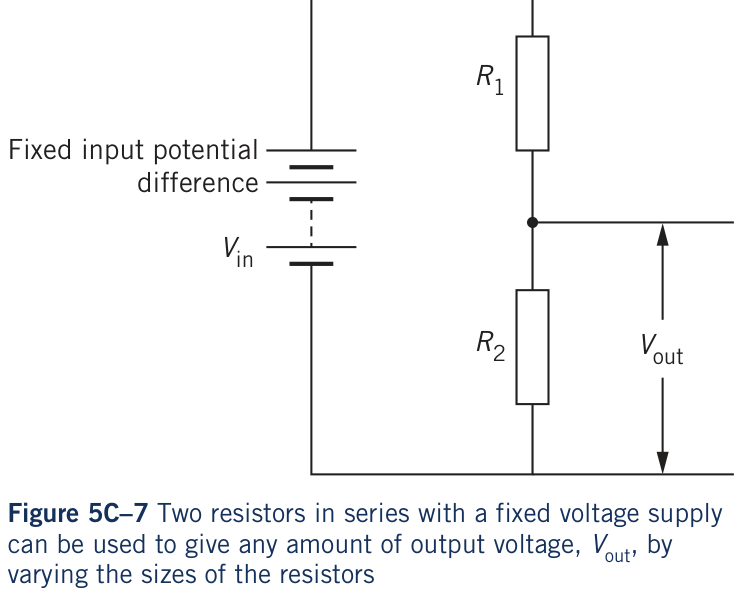 R1
Fixed input potential
difference
Vin
R2
Vout
Figure 5C–7 Two resistors in series with a fixed voltage supply
can be used to give any amount of output voltage, Vout, by
varying the sizes of the resistors